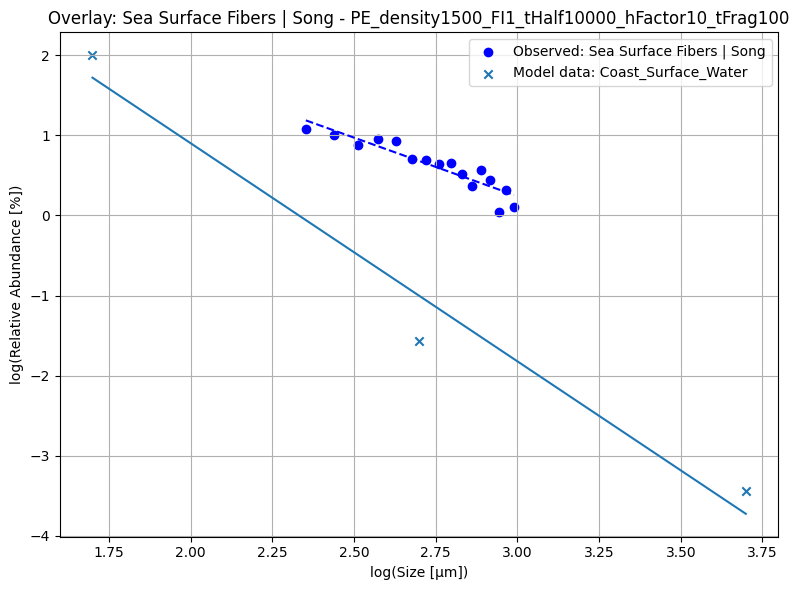 Overlay: Sea Surface Fibers | Song - PE_density1500_FI1_tHalf10000_hFactor10_tFrag100
Observed: Sea Surface Fibers | Song
Model data: Coast_Surface_Water
log(Relative Abundance [%])
2
1
0
−1
−2
−3
−4
1.75 2.00 2.25 2.50 2.75 3.00 3.25 3.50 3.75
log(Size [µm])